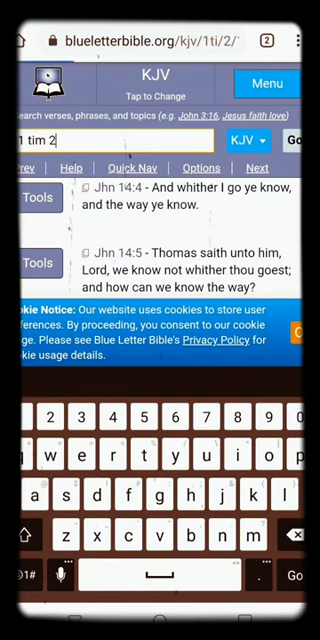 blueletterbible.org/kjv/1ti/2/
2
KJV
Tap to Change
Menu
earch verses, phrases, and topics (e.g. John 3:16, Jesus faith love)
1 tim 2
KJV
Go
Prev Help Quick Nav Options Next
Tools
Jhn 14:4 - And whither I go ye know,
and the way ye know.
Tools
Jhn 14:5 - Thomas saith unto him,
Lord, we know not whither thou goest;
and how can we know the way?
okie Notice: Our website uses cookies to store user
ferences. By proceeding, you consent to our cookie
ge. Please see Blue Letter Bible's Privacy Policy for
kie usage details.
2 3 4 5 6 7 8 9 0
q w e r t y u i o p
a s d f g h j k l
z x c v b n m
1# . Go